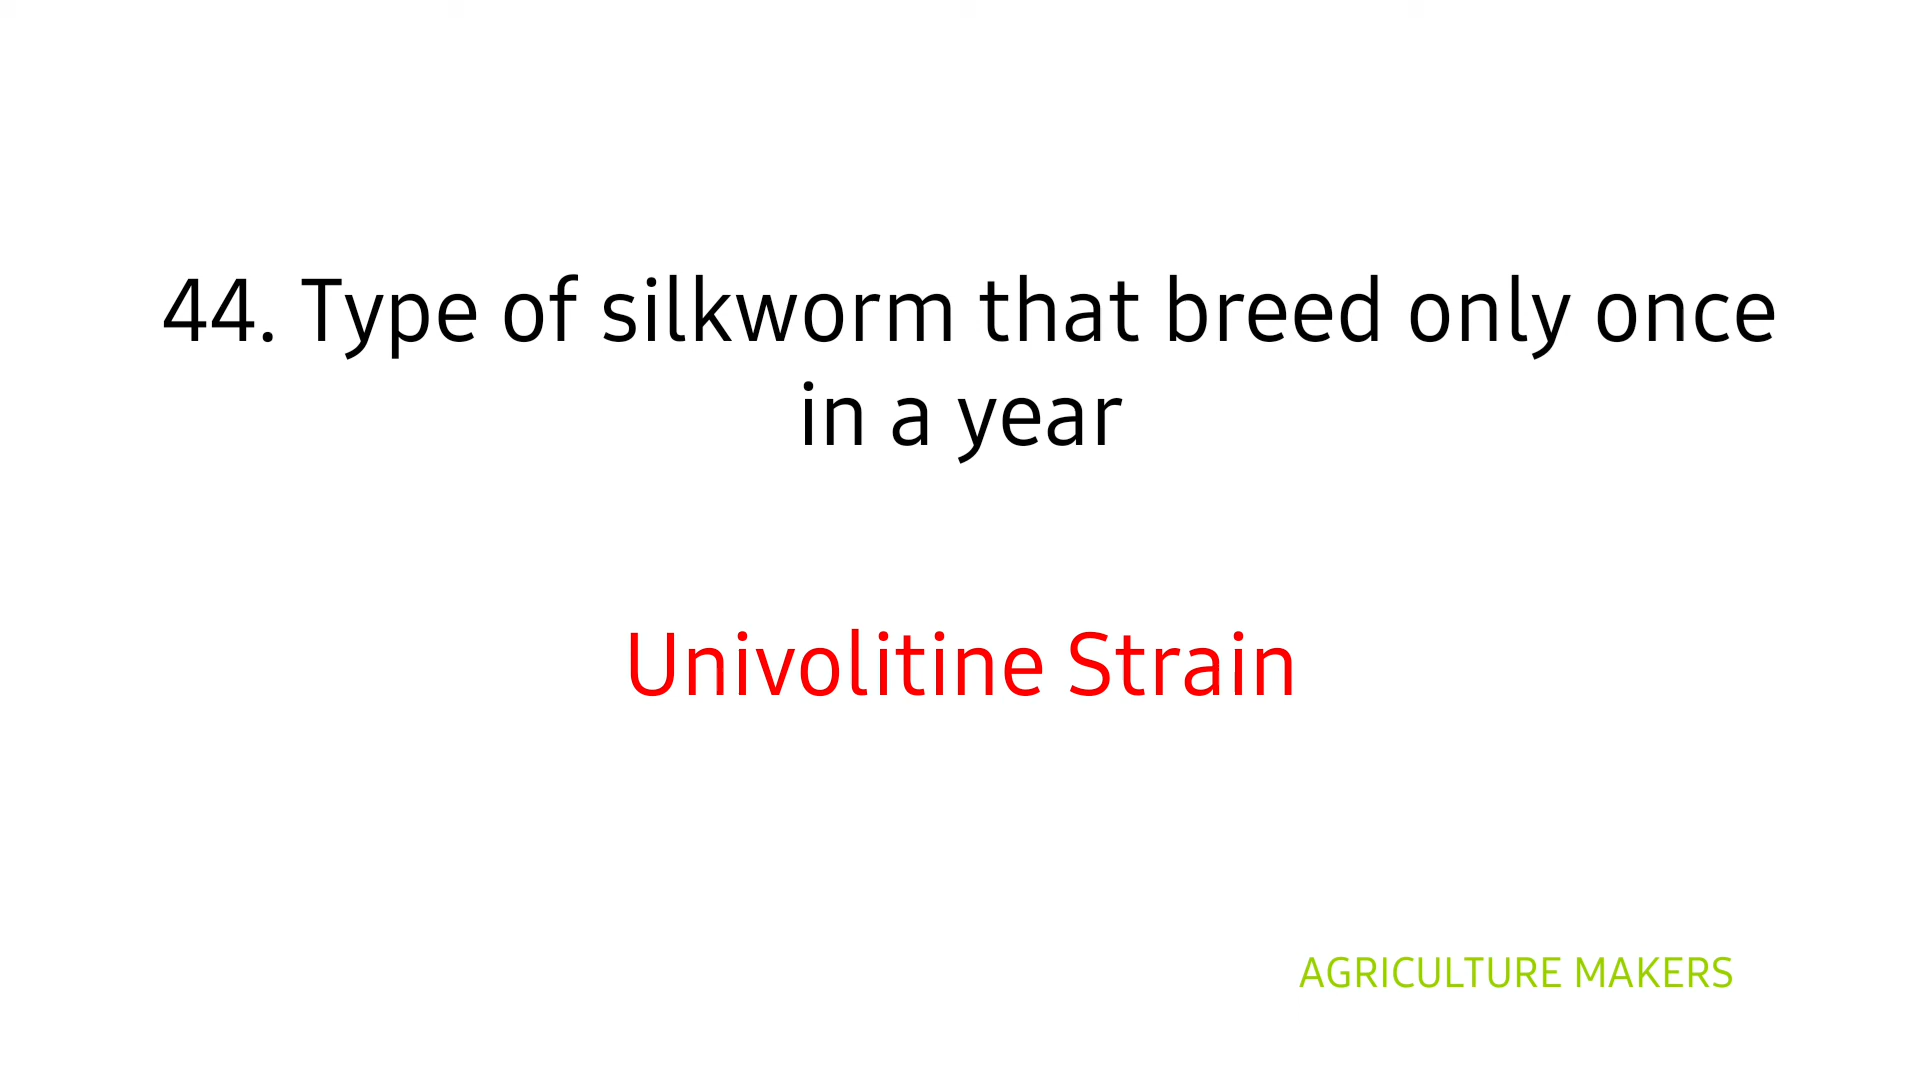 44. Type of silkworm that breed only once
in a year
Univolitine Strain
AGRICULTURE MAKERS